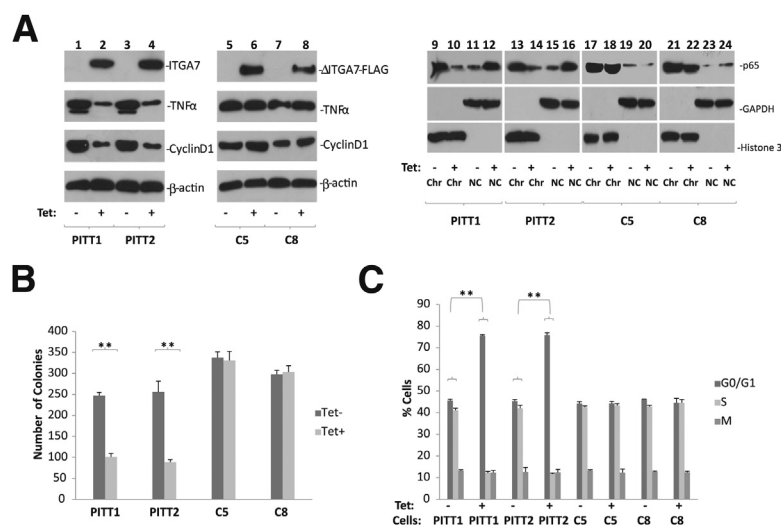 A
1 2 3 4
-ITGA7
TNFα
-CyclinD1
-β-actin
Tet: - + - +
PITT1 PITT2
5 6 7 8
-ΔITGA7-FLAG
-TNFα
-CyclinD1
-β-actin
- + - +
C5 C8
9 10 11 12 13 14 15 16 17 18 19 20 21 22 23 24
-p65
-GAPDH
-Histone 3
Tet: - + - + - + - + - + - + - + - +
Chr Chr NC NC Chr Chr NC NC Chr Chr NC NC Chr Chr NC NC
PITT1 PITT2 C5 C8
B
Number of Colonies
400
350
300
250
200
150
100
50
0
** **
Tet-
Tet+
PITT1 PITT2 C5 C8
C
% Cells
90
80
70
60
50
40
30
20
10
0
** **
G0/G1
S
M
Tet: - + - + - + - +
Cells: PITT1 PITT1 PITT2 PITT2 C5 C5 C8 C8